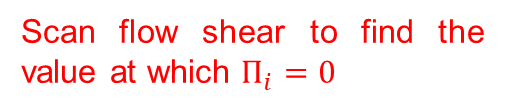 Scan flow shear to find the
value at which Πᵢ = 0